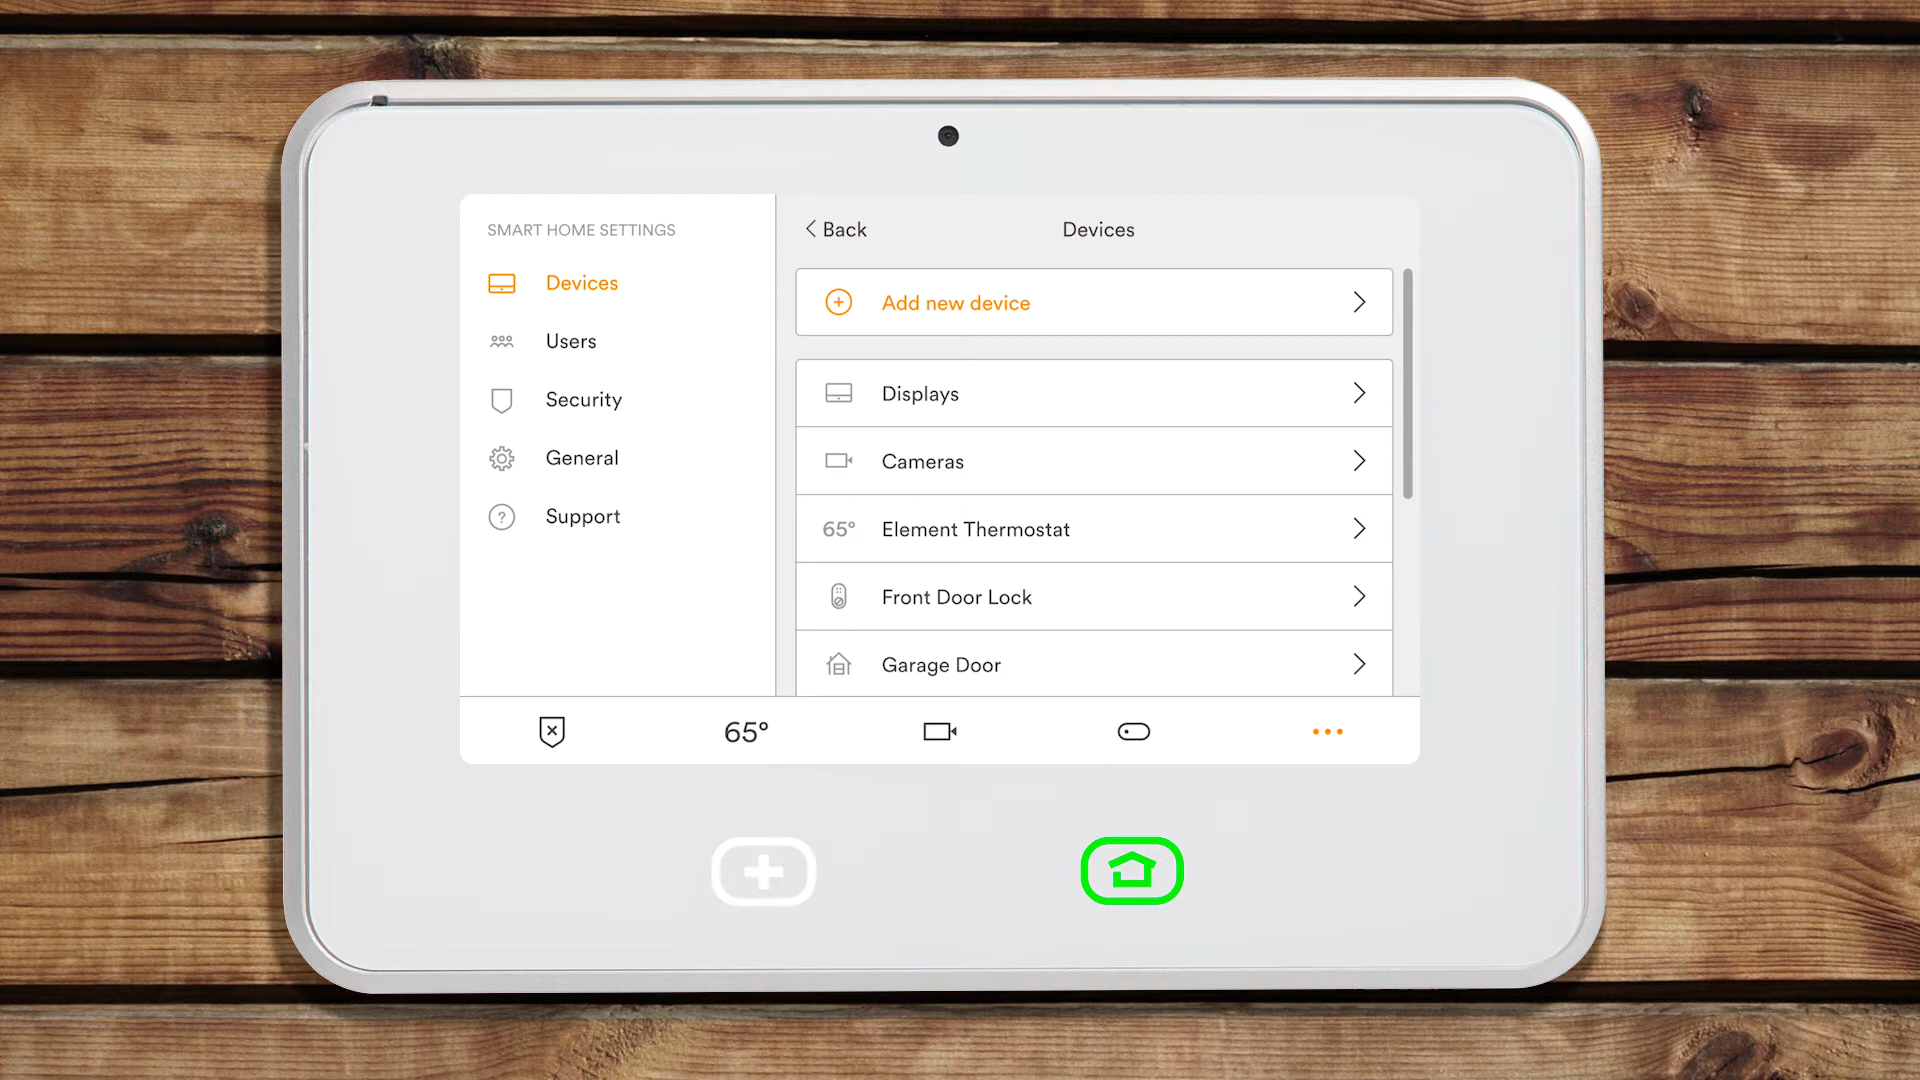 SMART HOME SETTINGS
Devices
Users
Security
General
Support
Back
Devices
Add new device
Displays
Cameras
65° Element Thermostat
Front Door Lock
Garage Door
65°